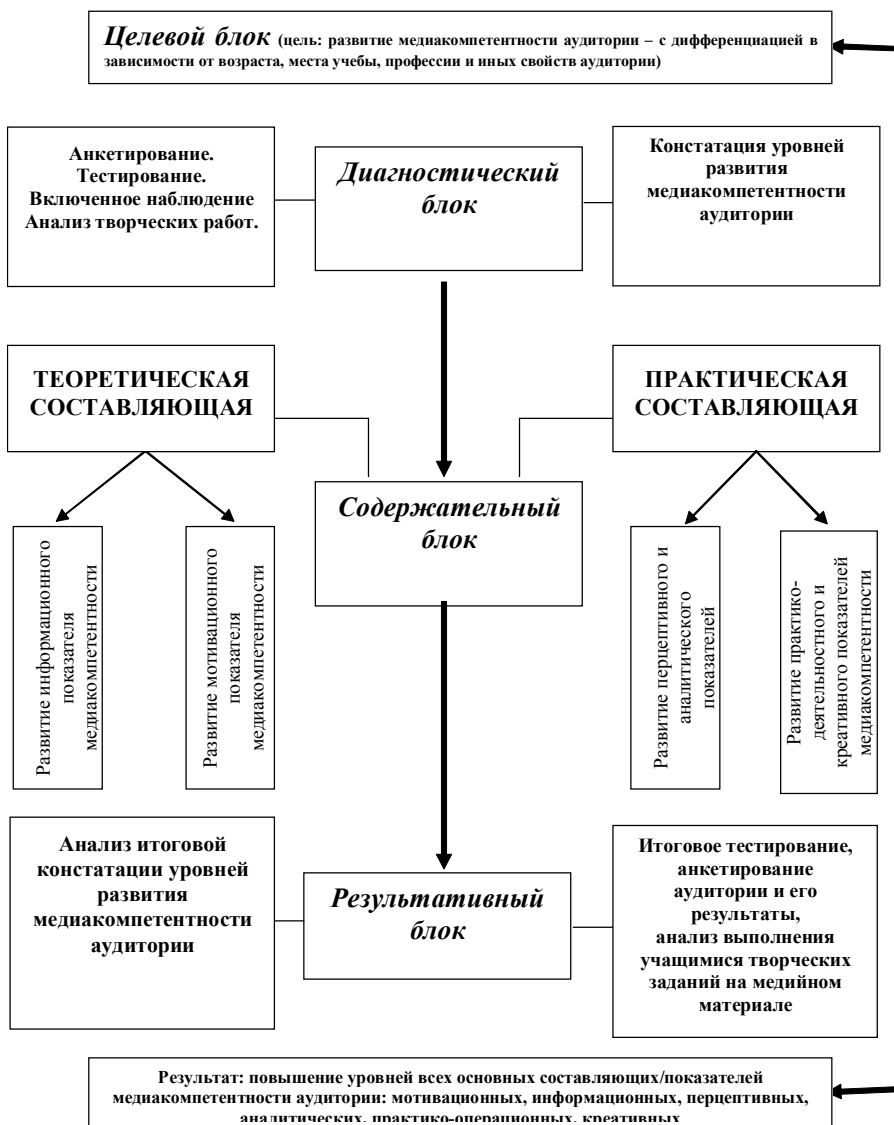 Целевой блок (цель: развитие медиакомпетентности аудитории – с дифференциацией в
зависимости от возраста, места учебы, профессии и иных свойств аудитории)
Анкетирование.
Тестирование.
Включенное наблюдение
Анализ творческих работ.
Диагностический
блок
Констатация уровней
развития
медиакомпетентности
аудитории
ТЕОРЕТИЧЕСКАЯ
СОСТАВЛЯЮЩАЯ
ПРАКТИЧЕСКАЯ
СОСТАВЛЯЮЩАЯ
Содержательный
блок
Развитие информационного
показателя
медиакомпетентности
Развитие мотивационного
показателя
медиакомпетентности
Развитие перцептивного и
аналитического
показателей
Развитие практико-
деятельностного и
креативного показателей
медиакомпетентности
Анализ итоговой
констатации уровней
развития
медиакомпетентности
аудитории
Результативный
блок
Итоговое тестирование,
анкетирование
аудитории и его
результаты,
анализ выполнения
учащимися творческих
заданий на медийном
материале
Результат: повышение уровней всех основных составляющих/показателей
медиакомпетентности аудитории: мотивационных, информационных, перцептивных,
аналитических, практико-операционных, креативных